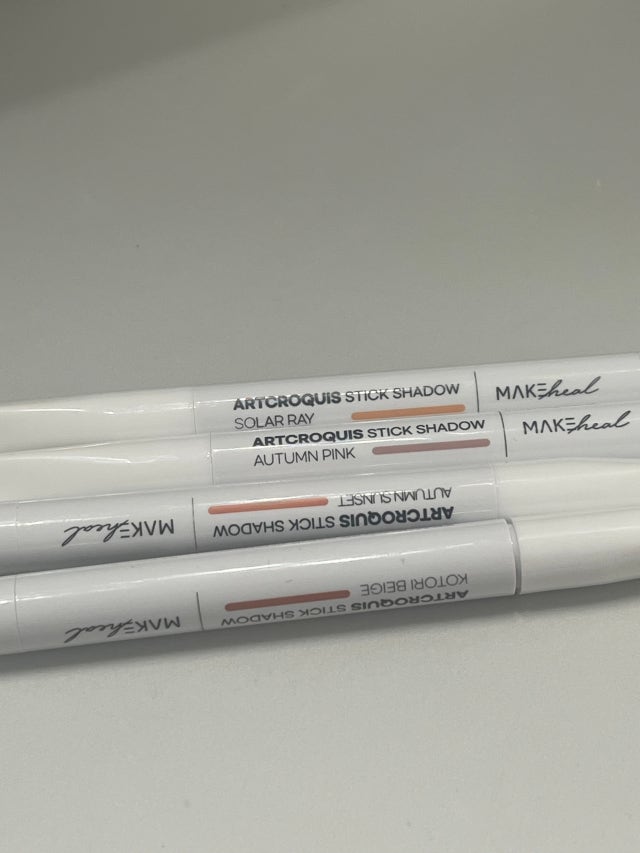 ARTCROQUIS STICK SHADOW
SOLAR RAY
MAKEheal
ARTCROQUIS STICK SHADOW
AUTUMN PINK
MAKEheal
ARTCROQUIS STICK SHADOW
AUTUMN SUNSET
MAKEheal
ARTCROQUIS STICK SHADOW
KOTORI BEIGE
MAKEheal